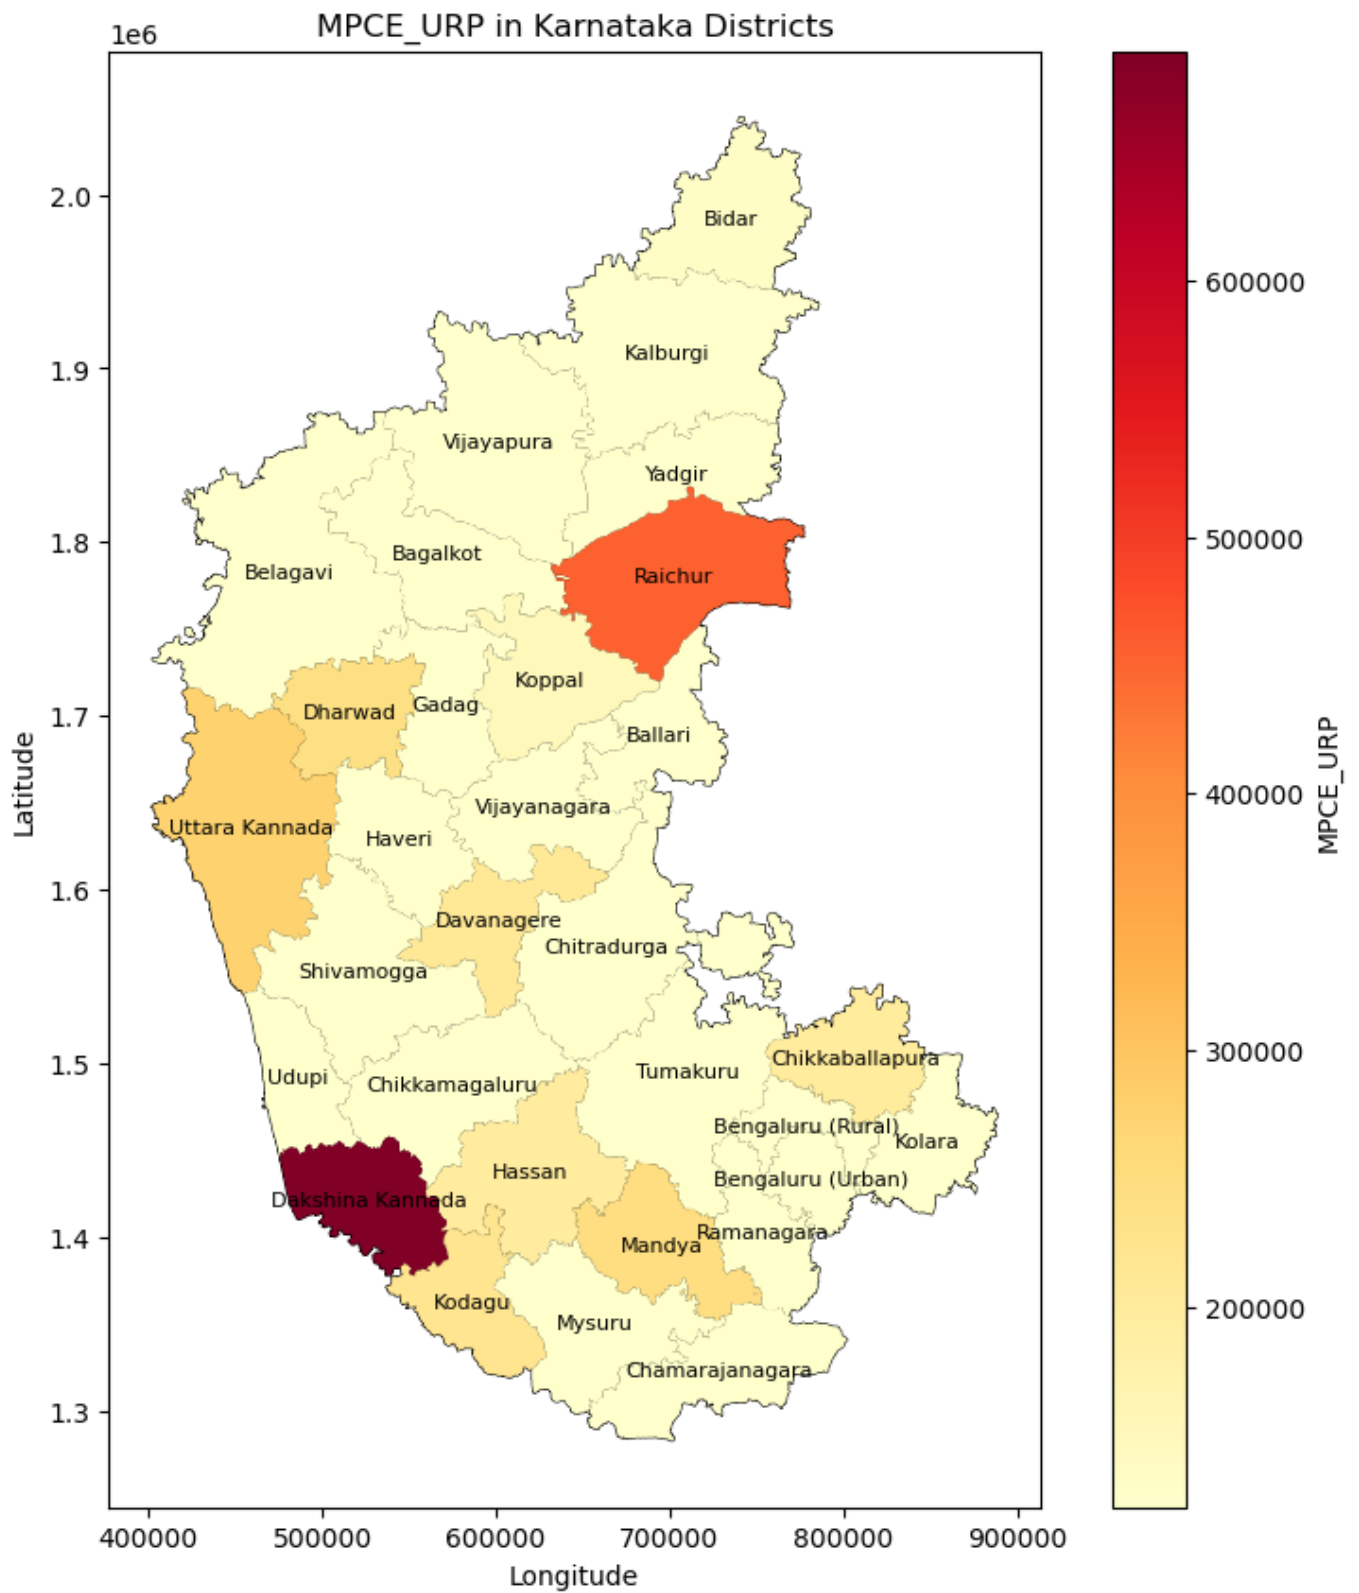 MPCE_URP in Karnataka Districts
1e6
2.0
1.9
1.8
1.7
1.6
1.5
1.4
1.3
Latitude
Bidar
Kalburgi
Vijayapura
Yadgir
Bagalkot
Belagavi
Raichur
Koppal
Gadag
Dharwad
Ballari
Vijayanagara
Uttara Kannada
Haveri
Davanagere
Chitradurga
Shivamogga
Chikkaballapura
Tumakuru
Udupi
Chikkamagaluru
Bengaluru (Rural)
Kolara
Hassan
Bengaluru (Urban)
Dakshina Kannada
Ramanagara
Mandya
Kodagu
Mysuru
Chamarajanagara
400000
500000
600000
700000
800000
900000
Longitude
600000
500000
400000
300000
200000
MPCE_URP